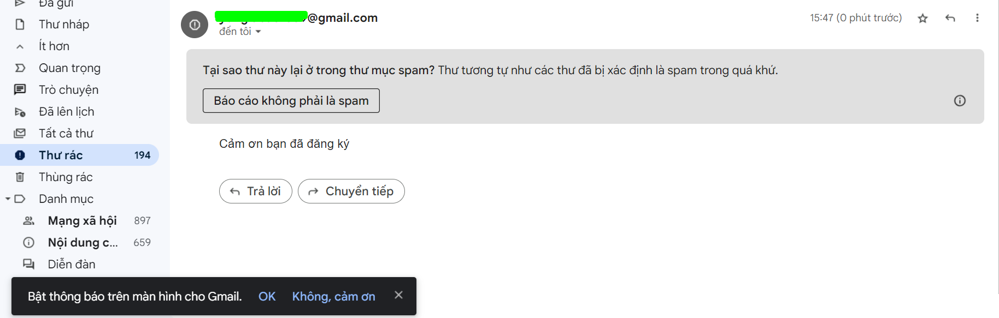 Đã gửi
Thư nháp
Ít hơn
Quan trọng
Trò chuyện
Đã lên lịch
Tất cả thư
Thư rác 194
Thùng rác
Danh mục
Mạng xã hội 897
Nội dung c... 659
Diễn đàn
@gmail.com
15:47 (0 phút trước)
đến tôi
Tại sao thư này lại ở trong thư mục spam? Thư tương tự như các thư đã bị xác định là spam trong quá khứ.
Báo cáo không phải là spam
Cảm ơn bạn đã đăng ký
Trả lời
Chuyển tiếp
Bật thông báo trên màn hình cho Gmail. OK Không, cảm ơn